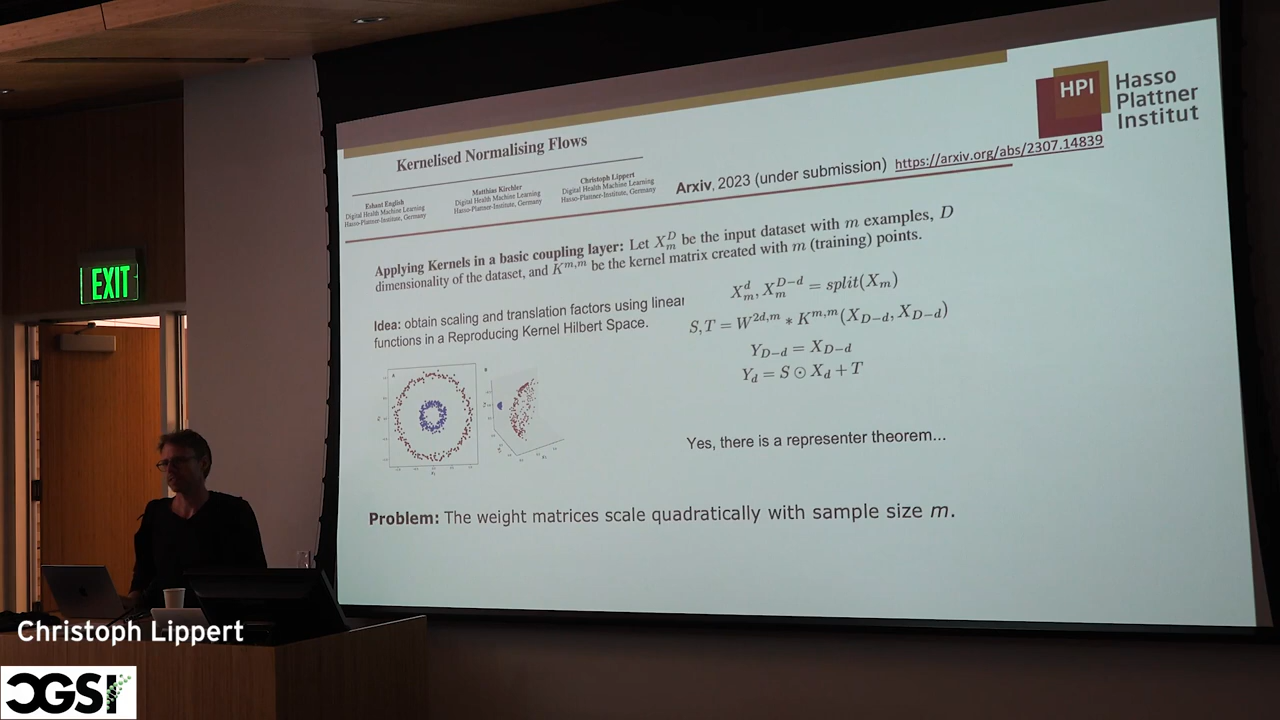 HPI
Hasso
Plattner
Institut
Kernelised Normalising Flows
Eshant English
Digital Health Machine Learning
Hasso-Plattner-Institute, Germany
Matthias Kirchler
Digital Health Machine Learning
Hasso-Plattner-Institute, Germany
Christoph Lippert
Digital Health Machine Learning
Hasso-Plattner-Institute, Germany
Arxiv, 2023 (under submission) https://arxiv.org/abs/2307.14839
Applying Kernels in a basic coupling layer: Let X_m^D be the input dataset with m examples, D
dimensionality of the dataset, and K^{m,m} be the kernel matrix created with m (training) points.
Idea: obtain scaling and translation factors using linear
functions in a Reproducing Kernel Hilbert Space.
X_m^d, X_m^{D-d} = split(X_m)
S, T = W^{2d,m} * K^{m,m}(X_{D-d}, X_{D-d})
Y_{D-d} = X_{D-d}
Y_d = S ⊙ X_d + T
Yes, there is a representer theorem...
Problem: The weight matrices scale quadratically with sample size m.
EXIT
Christoph Lippert
CGSI